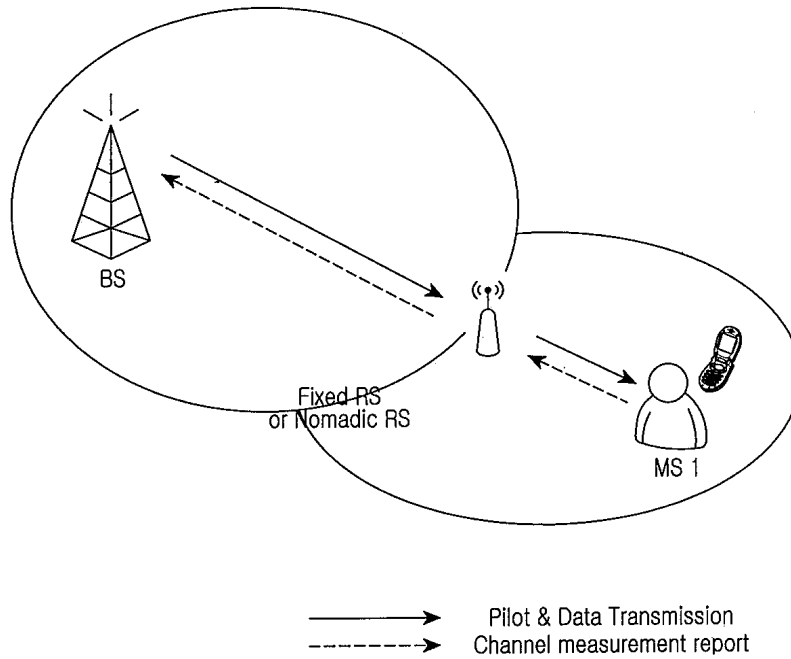 BS
Fixed RS
or Nomadic RS
MS 1
Pilot & Data Transmission
Channel measurement report